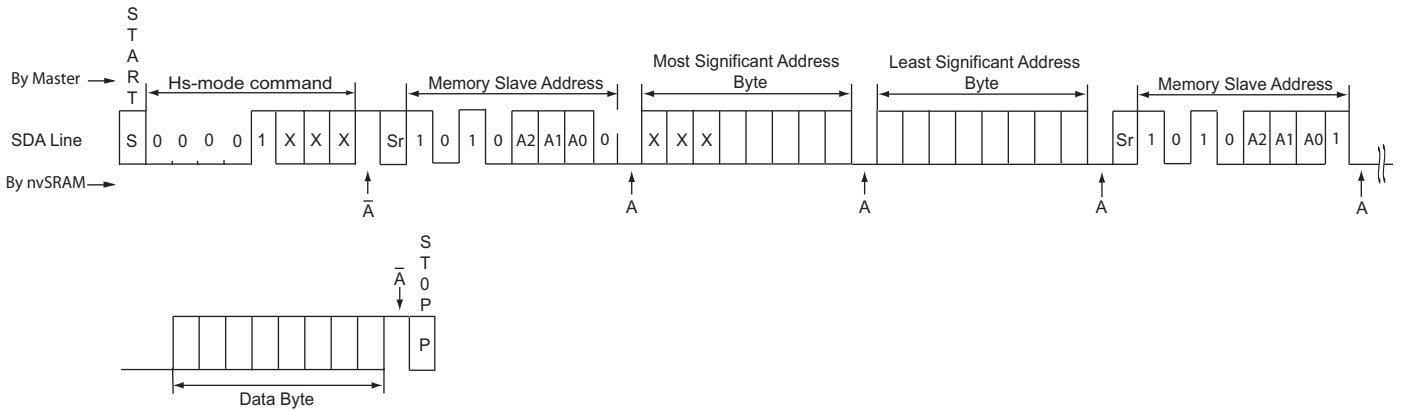 START
By Master
Hs-mode command
Memory Slave Address
Most Significant Address
Byte
Least Significant Address
Byte
Memory Slave Address
SDA Line
S 0 0 0 0 1 X X X Sr 1 0 1 0 A2 A1 A0 0 X X X Sr 1 0 1 0 A2 A1 A0 1
By nvSRAM
A̅ A A A A
A̅
ST0P
P
Data Byte